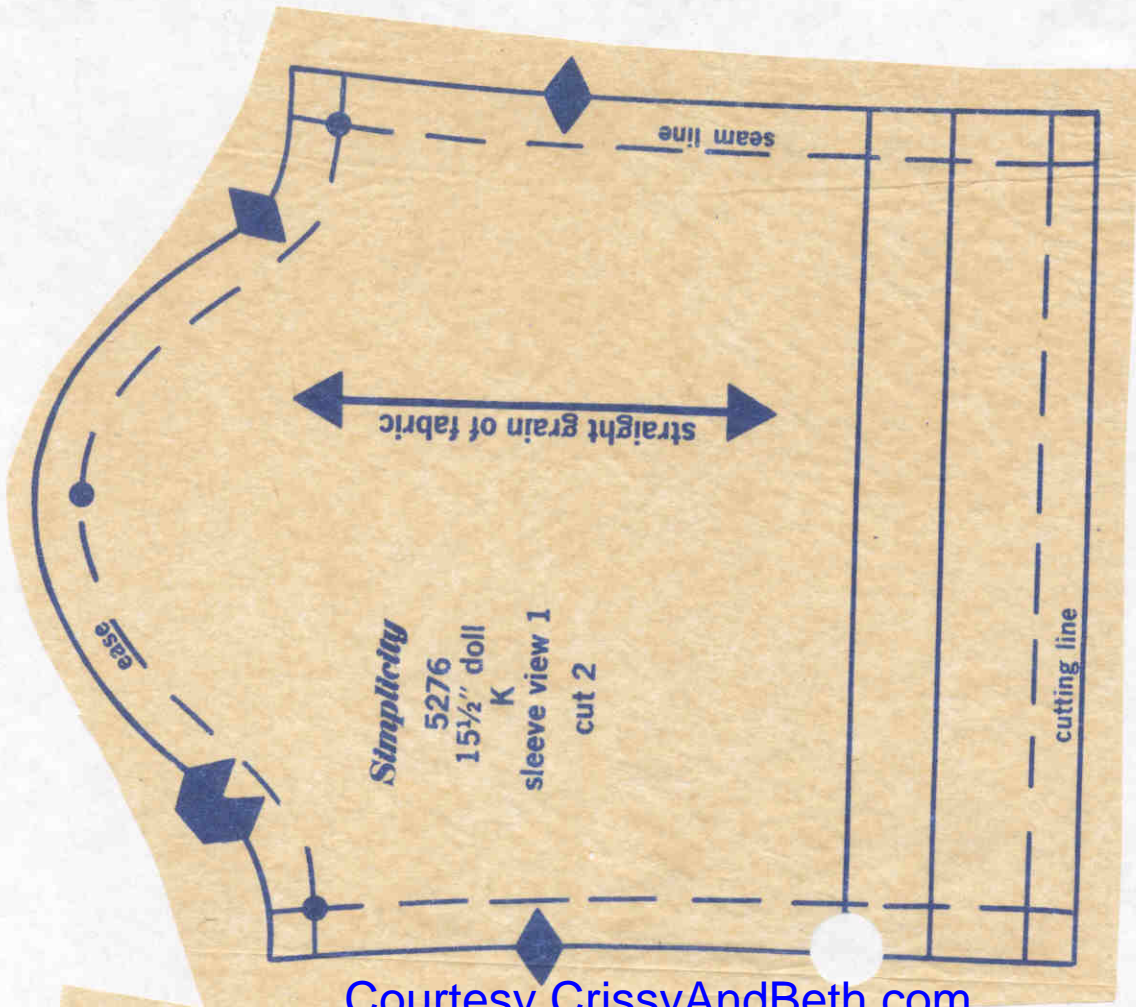 seam line
straight grain of fabric
ease
Simplicity
5276
15½″ doll
K
sleeve view 1
cut 2
cutting line
Courtesy CrissyAndBeth.com